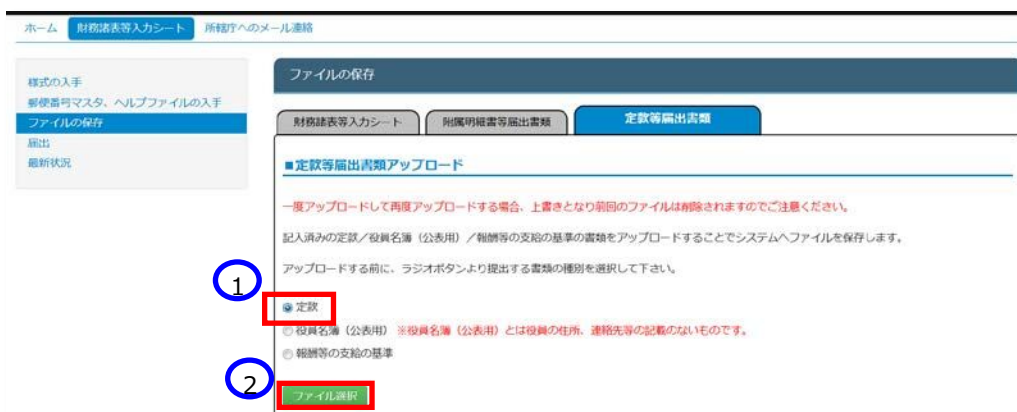 ホーム 財務諸表等入力シート 所轄庁へのメール連絡
様式の入手
郵便番号マスタ、ヘルプファイルの入手
ファイルの保存
届出
最新状況
ファイルの保存
財務諸表等入力シート 附属明細書等届出書類 定款等届出書類
■定款等届出書類アップロード
一度アップロードして再度アップロードする場合、上書きとなり前回のファイルは削除されますのでご注意ください。
記入済みの定款/役員名簿（公表用）/報酬等の支給の基準の書類をアップロードすることでシステムへファイルを保存します。
アップロードする前に、ラジオボタンより提出する書類の種別を選択して下さい。
1
定款
役員名簿（公表用） ※役員名簿（公表用）とは役員の住所、連絡先等の記載のないものです。
報酬等の支給の基準
2
ファイル選択